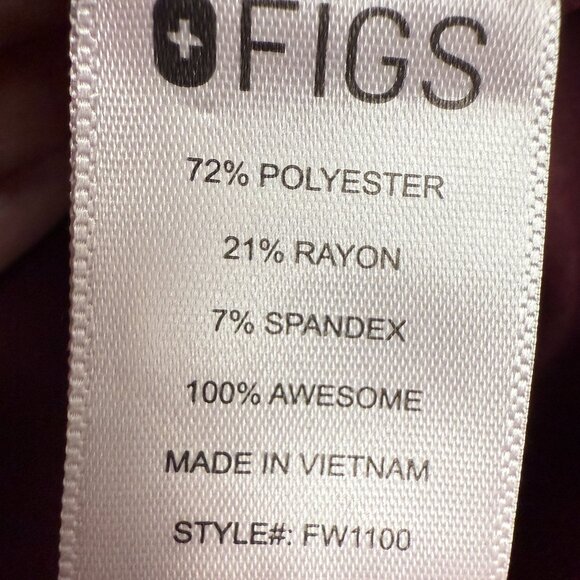 FIGS
72% POLYESTER
21% RAYON
7% SPANDEX
100% AWESOME
MADE IN VIETNAM
STYLE#: FW1100